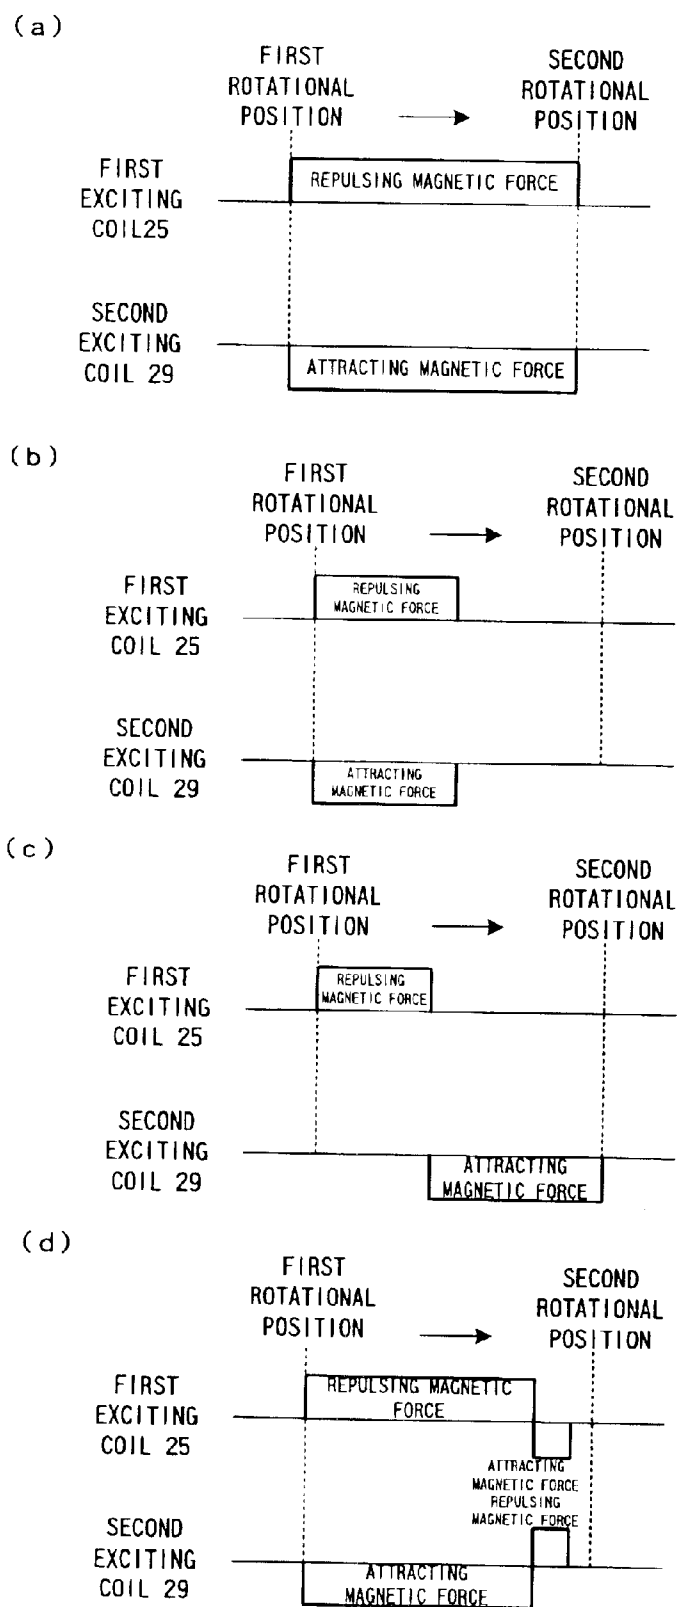 (a)
FIRST
ROTATIONAL
POSITION
SECOND
ROTATIONAL
POSITION
FIRST
EXCITING
COIL25
REPULSING MAGNETIC FORCE
SECOND
EXCITING
COIL 29
ATTRACTING MAGNETIC FORCE
(b)
FIRST
ROTATIONAL
POSITION
SECOND
ROTATIONAL
POSITION
FIRST
EXCITING
COIL 25
REPULSING
MAGNETIC FORCE
SECOND
EXCITING
COIL 29
ATTRACTING
MAGNETIC FORCE
(c)
FIRST
ROTATIONAL
POSITION
SECOND
ROTATIONAL
POSITION
FIRST
EXCITING
COIL 25
REPULSING
MAGNETIC FORCE
SECOND
EXCITING
COIL 29
ATTRACTING
MAGNETIC FORCE
(d)
FIRST
ROTATIONAL
POSITION
SECOND
ROTATIONAL
POSITION
FIRST
EXCITING
COIL 25
REPULSING MAGNETIC
FORCE
ATTRACTING
MAGNETIC FORCE
REPULSING
MAGNETIC FORCE
SECOND
EXCITING
COIL 29
ATTRACTING
MAGNETIC FORCE